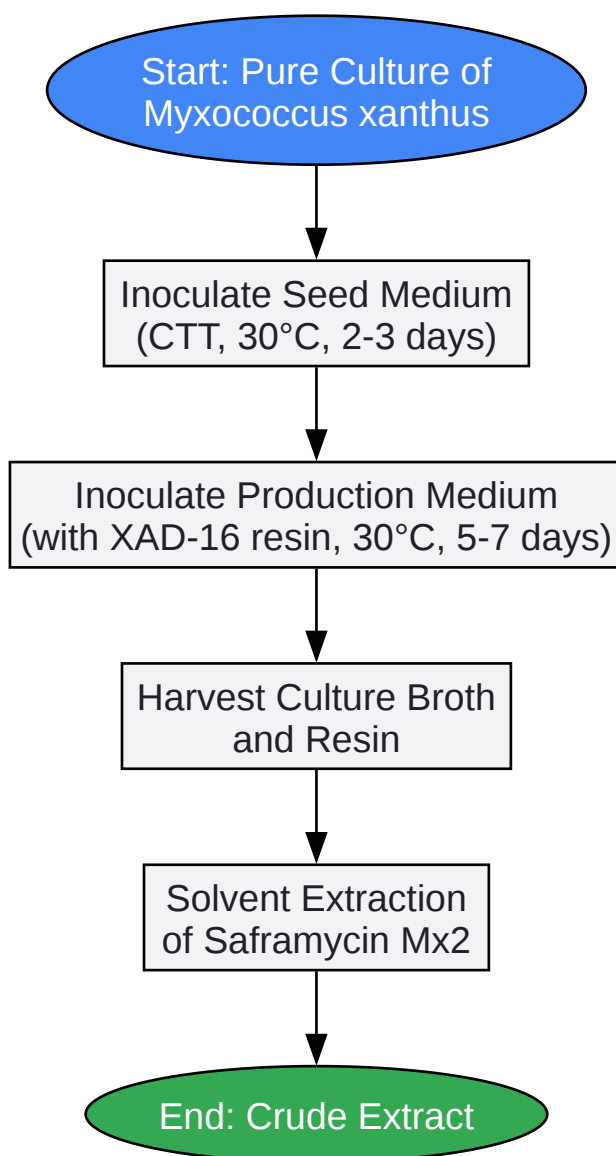 Start: Pure Culture of
Myxococcus xanthus
Inoculate Seed Medium
(CTT, 30°C, 2-3 days)
Inoculate Production Medium
(with XAD-16 resin, 30°C, 5-7 days)
Harvest Culture Broth
and Resin
Solvent Extraction
of Saframycin Mx2
End: Crude Extract